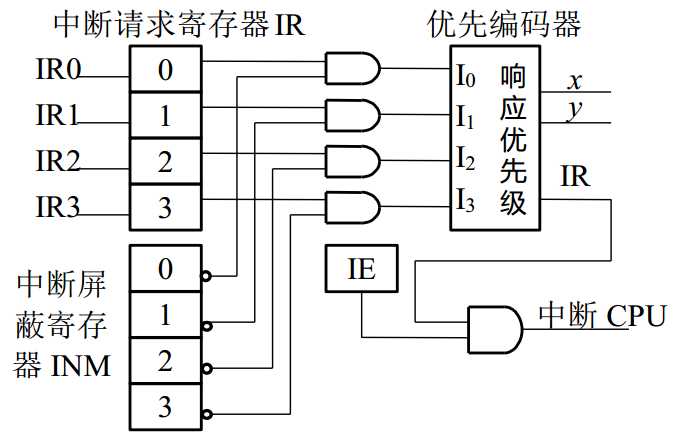 中断请求寄存器 IR
优先编码器
IR0
0
IR1
1
IR2
2
IR3
3
I0
I1
I2
I3
响应优先级
x
y
IR
中断屏
蔽寄存
器 INM
0
1
2
3
IE
中断 CPU